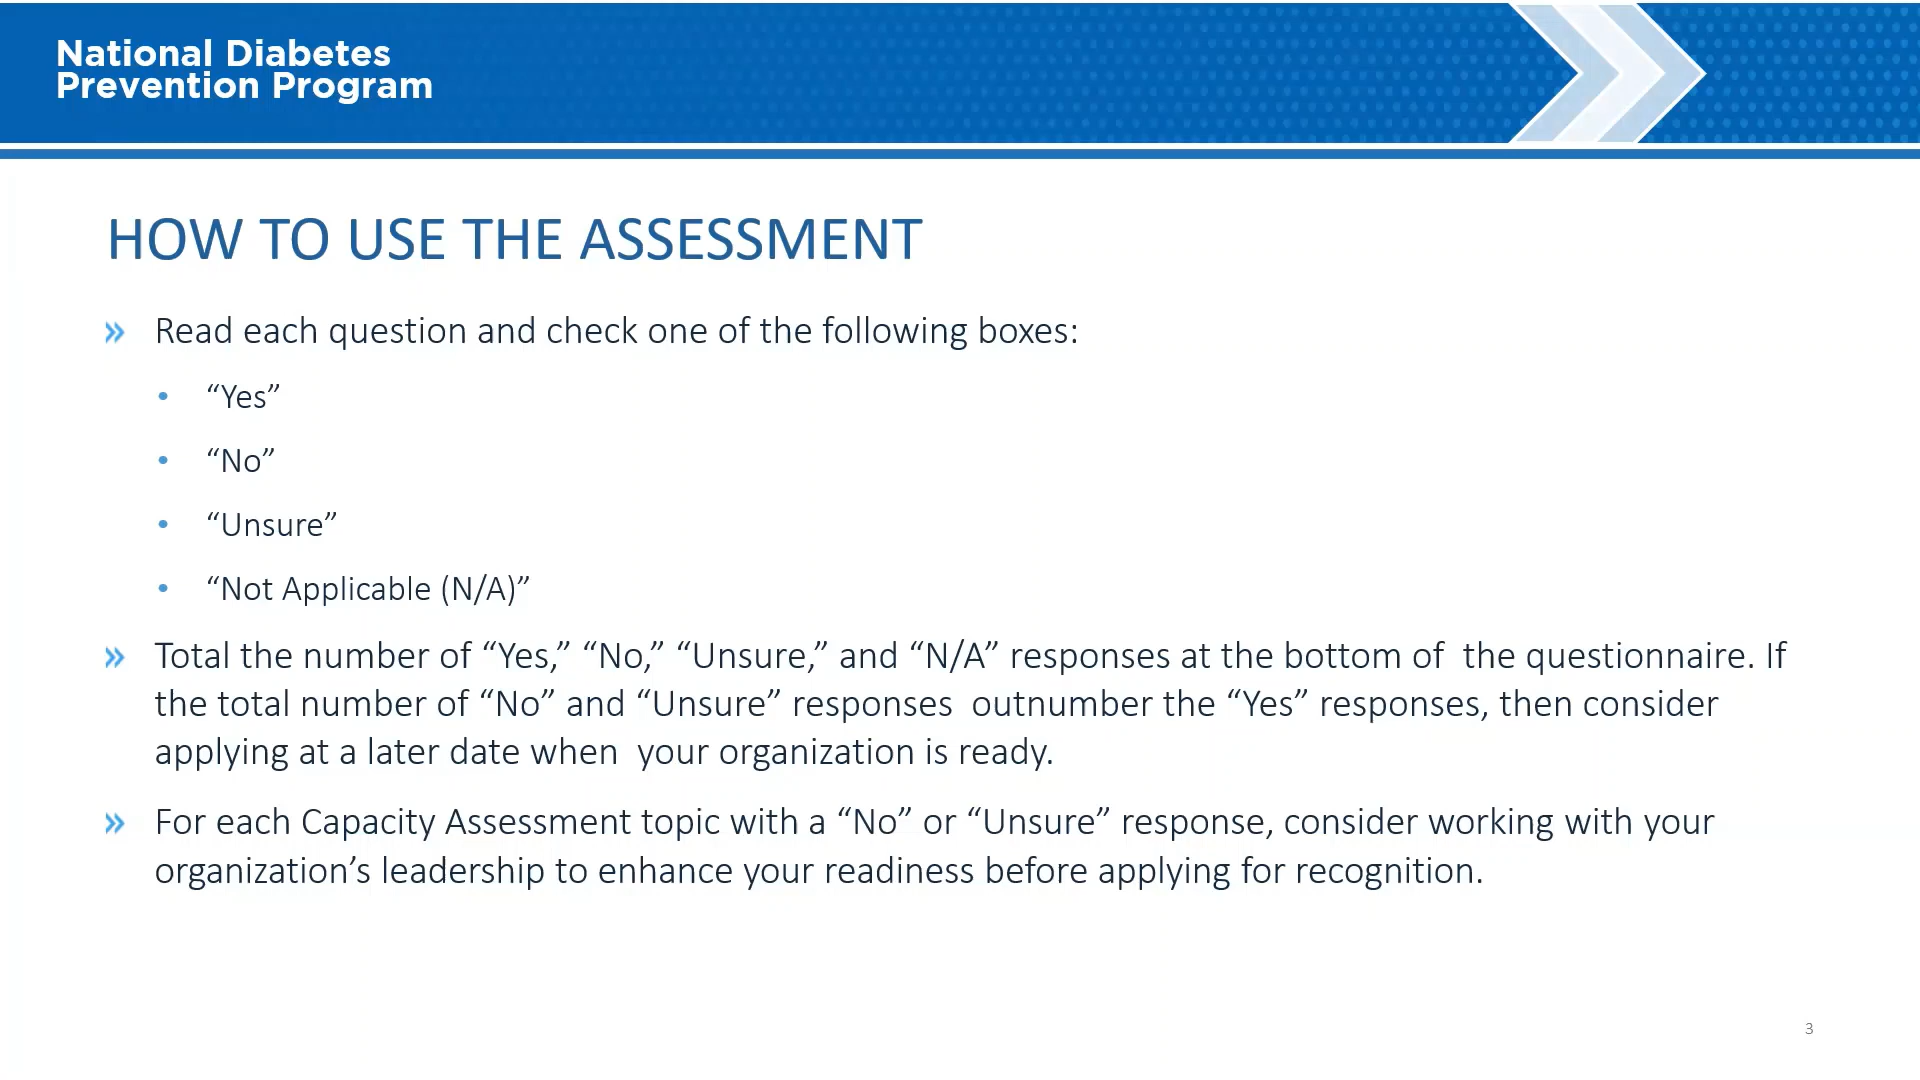 National Diabetes
Prevention Program
HOW TO USE THE ASSESSMENT
» Read each question and check one of the following boxes:
• “Yes”
• “No”
• “Unsure”
• “Not Applicable (N/A)”
» Total the number of “Yes,” “No,” “Unsure,” and “N/A” responses at the bottom of  the questionnaire. If
the total number of “No” and “Unsure” responses  outnumber the “Yes” responses, then consider
applying at a later date when  your organization is ready.
» For each Capacity Assessment topic with a “No” or “Unsure” response, consider working with your
organization’s leadership to enhance your readiness before applying for recognition.
3